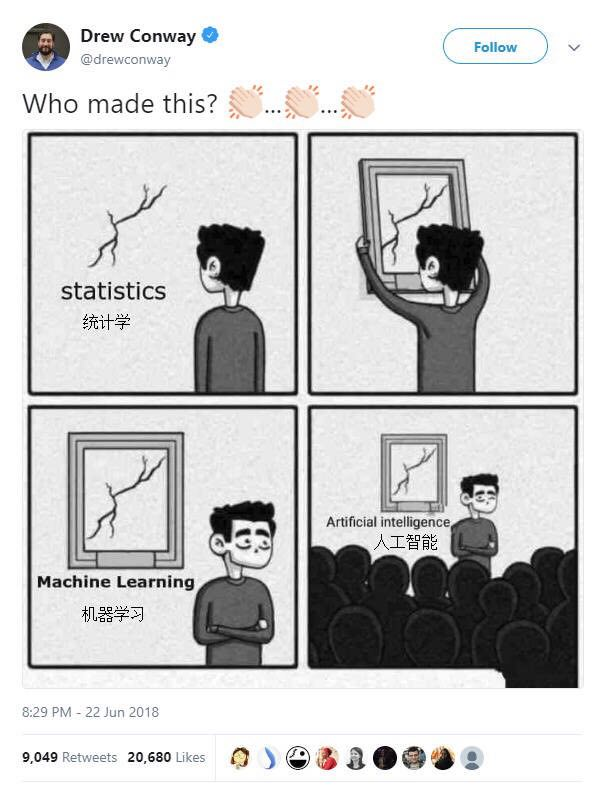 Drew Conway
@drewconway
Follow
Who made this? 👏🏻...👏🏻...👏🏻
statistics
统计学
Machine Learning
机器学习
Artificial intelligence
人工智能
8:29 PM - 22 Jun 2018
9,049 Retweets 20,680 Likes